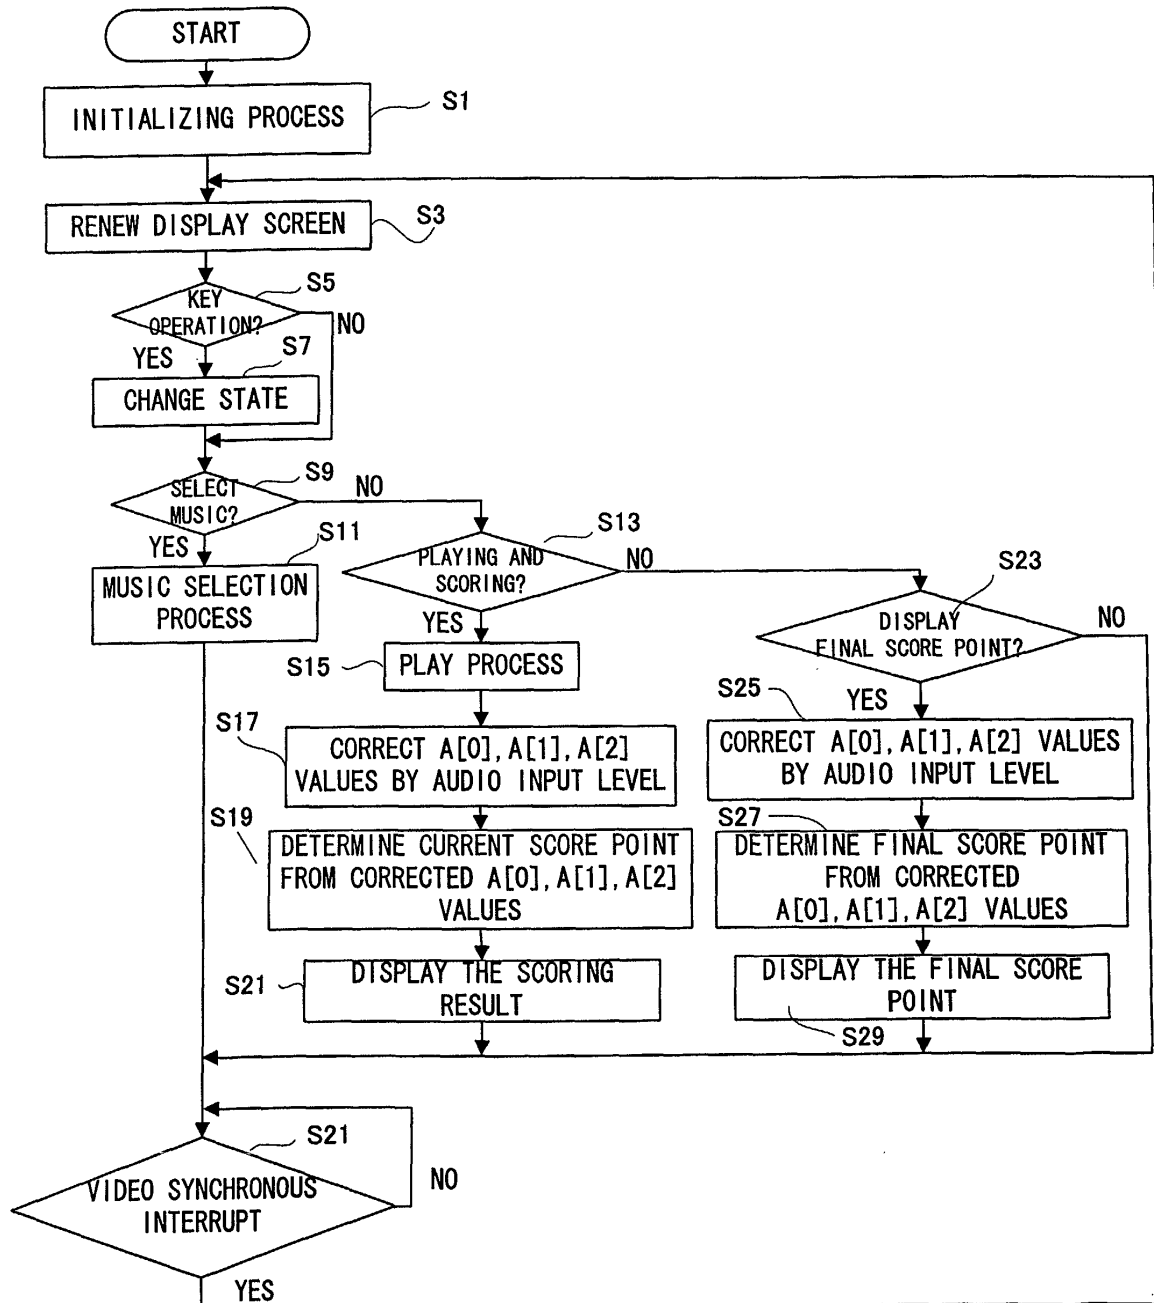 START
INITIALIZING PROCESS
S1
RENEW DISPLAY SCREEN
S3
KEY
OPERATION?
S5
NO
YES
S7
CHANGE STATE
SELECT
MUSIC?
S9
NO
YES
S11
MUSIC SELECTION
PROCESS
PLAYING AND
SCORING?
S13
NO
YES
S15
PLAY PROCESS
S17
CORRECT A[0], A[1], A[2]
VALUES BY AUDIO INPUT LEVEL
S19
DETERMINE CURRENT SCORE POINT
FROM CORRECTED A[0], A[1], A[2]
VALUES
S21
DISPLAY THE SCORING
RESULT
S23
DISPLAY
FINAL SCORE POINT?
NO
YES
S25
CORRECT A[0], A[1], A[2] VALUES
BY AUDIO INPUT LEVEL
S27
DETERMINE FINAL SCORE POINT
FROM CORRECTED
A[0], A[1], A[2] VALUES
DISPLAY THE FINAL SCORE
POINT
S29
S21
VIDEO SYNCHRONOUS
INTERRUPT
NO
YES